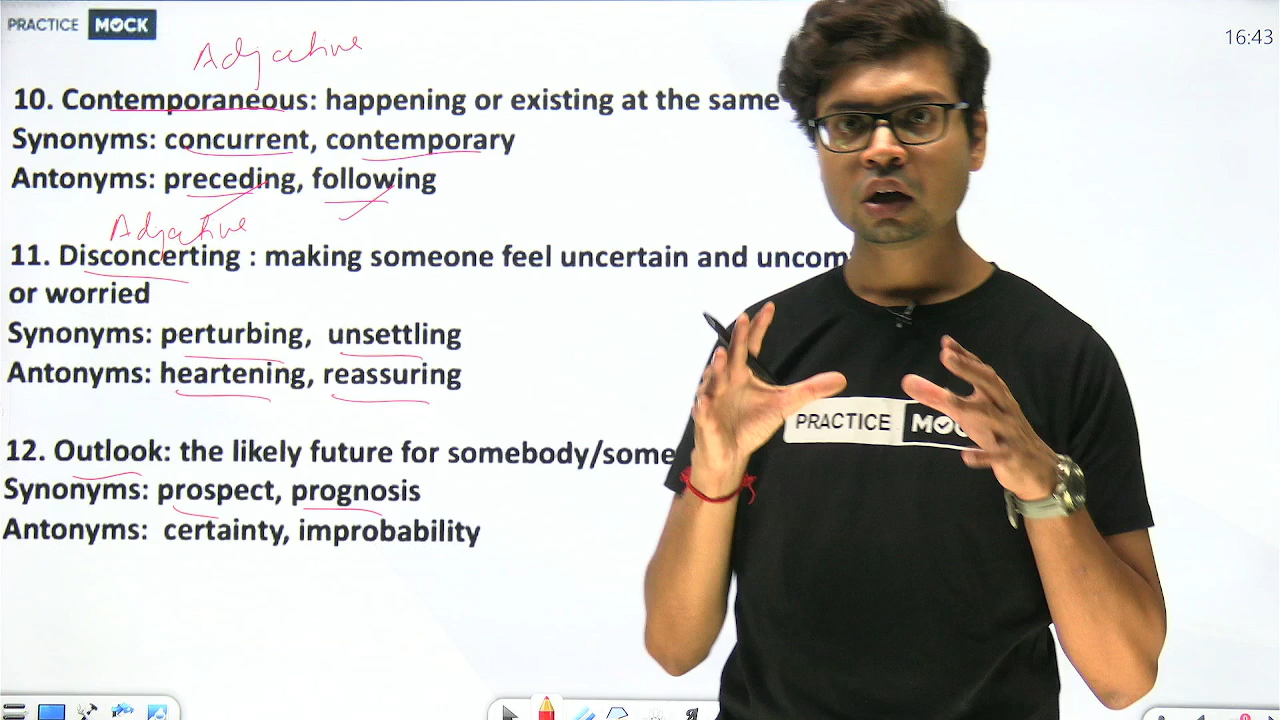 PRACTICE MOCK
16:43
Adjective
10. Contemporaneous: happening or existing at the same
Synonyms: concurrent, contemporary
Antonyms: preceding, following
Adjective
11. Disconcerting : making someone feel uncertain and uncom
or worried
Synonyms: perturbing, unsettling
Antonyms: heartening, reassuring
PRACTICE MOC
12. Outlook: the likely future for somebody/some
Synonyms: prospect, prognosis
Antonyms: certainty, improbability